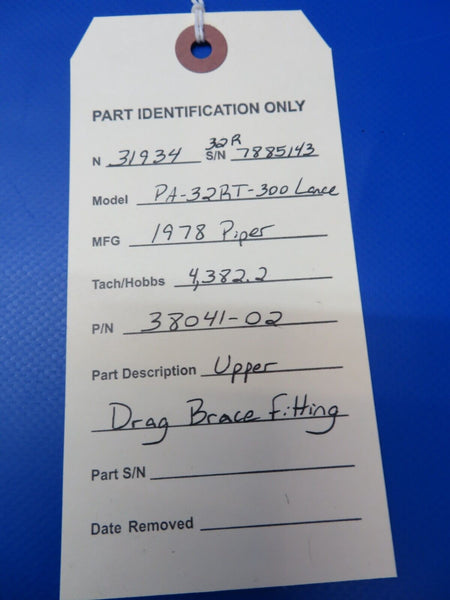 PART IDENTIFICATION ONLY
N 31934 32R S/N 7885143
Model PA-32RT-300 Lance
MFG 1978 Piper
Tach/Hobbs 4,382.2
P/N 38041-02
Part Description Upper
Drag Brace fitting
Part S/N
Date Removed